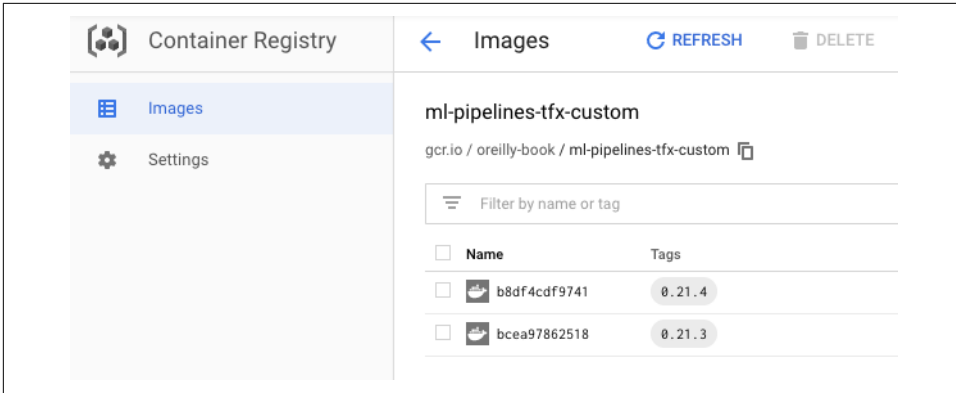 Container Registry
Images
REFRESH
DELETE
Images
Settings
ml-pipelines-tfx-custom
gcr.io / oreilly-book / ml-pipelines-tfx-custom
Filter by name or tag
Name Tags
b8df4cdf9741 0.21.4
bcea97862518 0.21.3